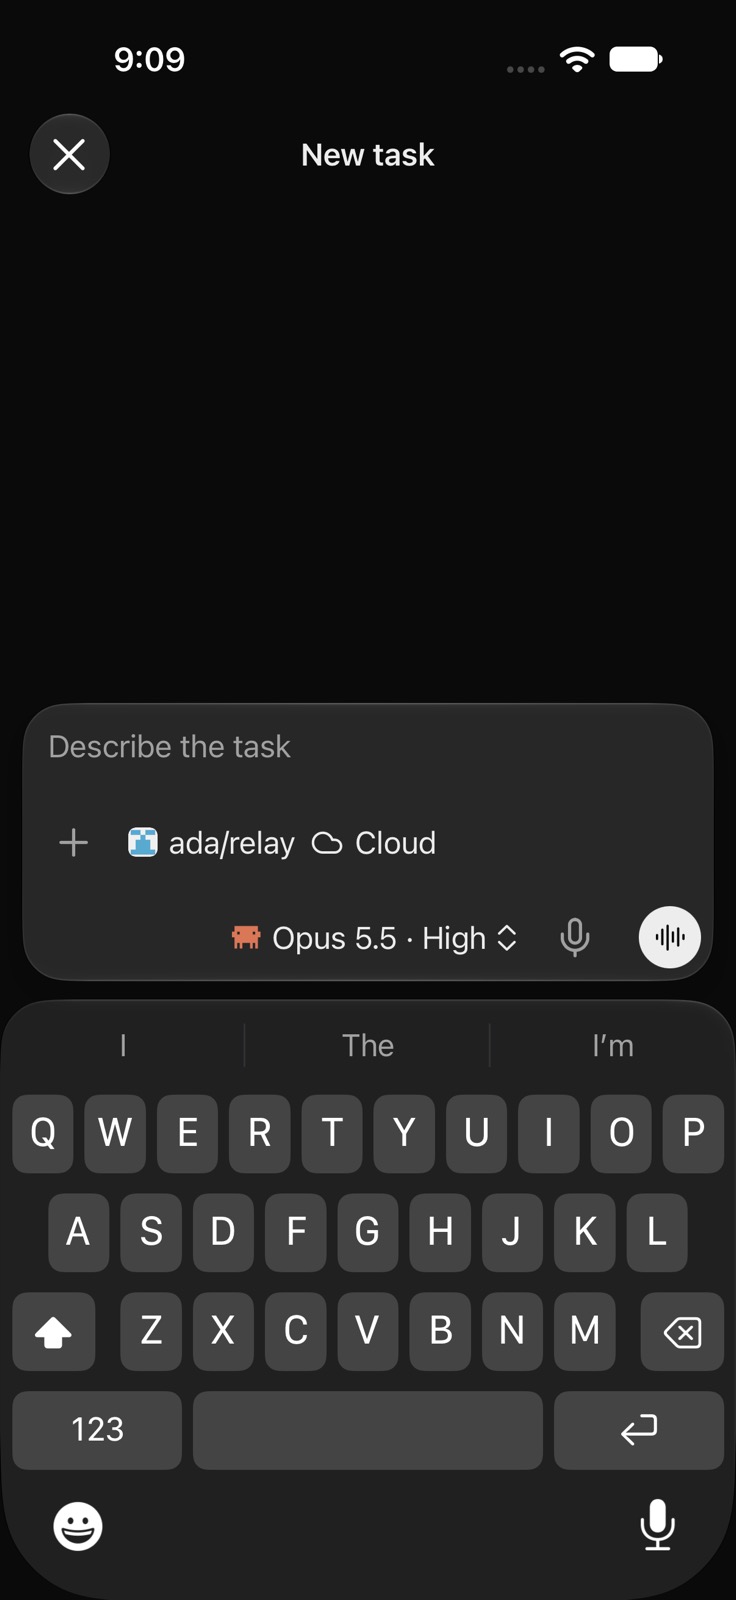 9:09
New task
Describe the task
ada/relay Cloud
Opus 5.5 · High
I The I’m
Q W E R T Y U I O P
A S D F G H J K L
Z X C V B N M
123